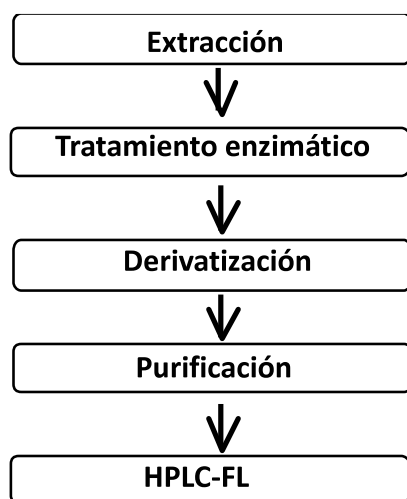 Extracción
Tratamiento enzimático
Derivatización
Purificación
HPLC-FL